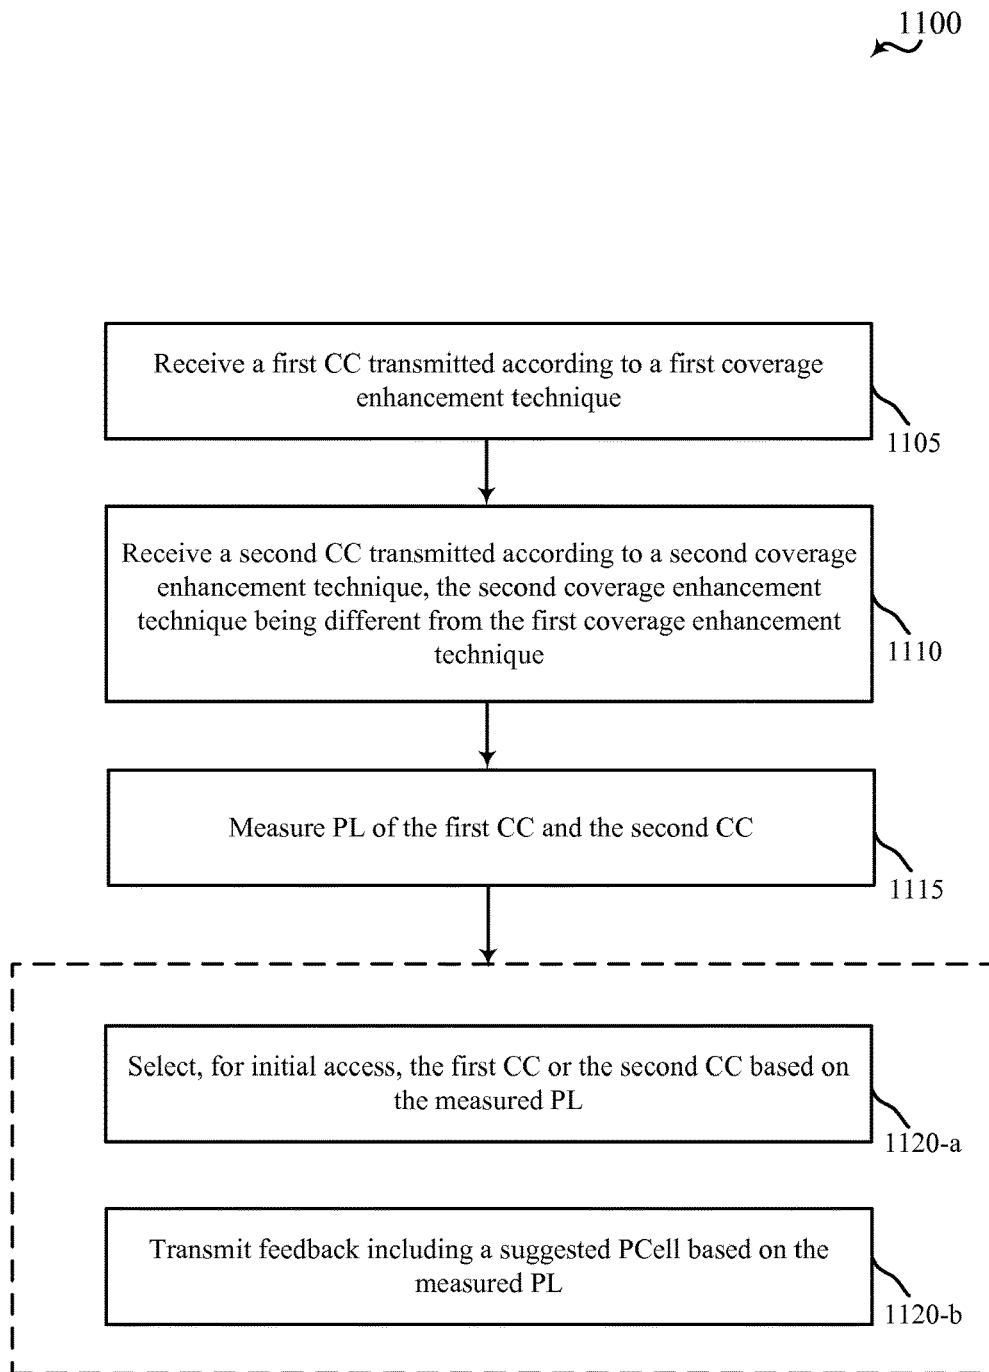 1100
Receive a first CC transmitted according to a first coverage
enhancement technique
1105
Receive a second CC transmitted according to a second coverage
enhancement technique, the second coverage enhancement
technique being different from the first coverage enhancement
technique
1110
Measure PL of the first CC and the second CC
1115
Select, for initial access, the first CC or the second CC based on
the measured PL
1120-a
Transmit feedback including a suggested PCell based on the
measured PL
1120-b